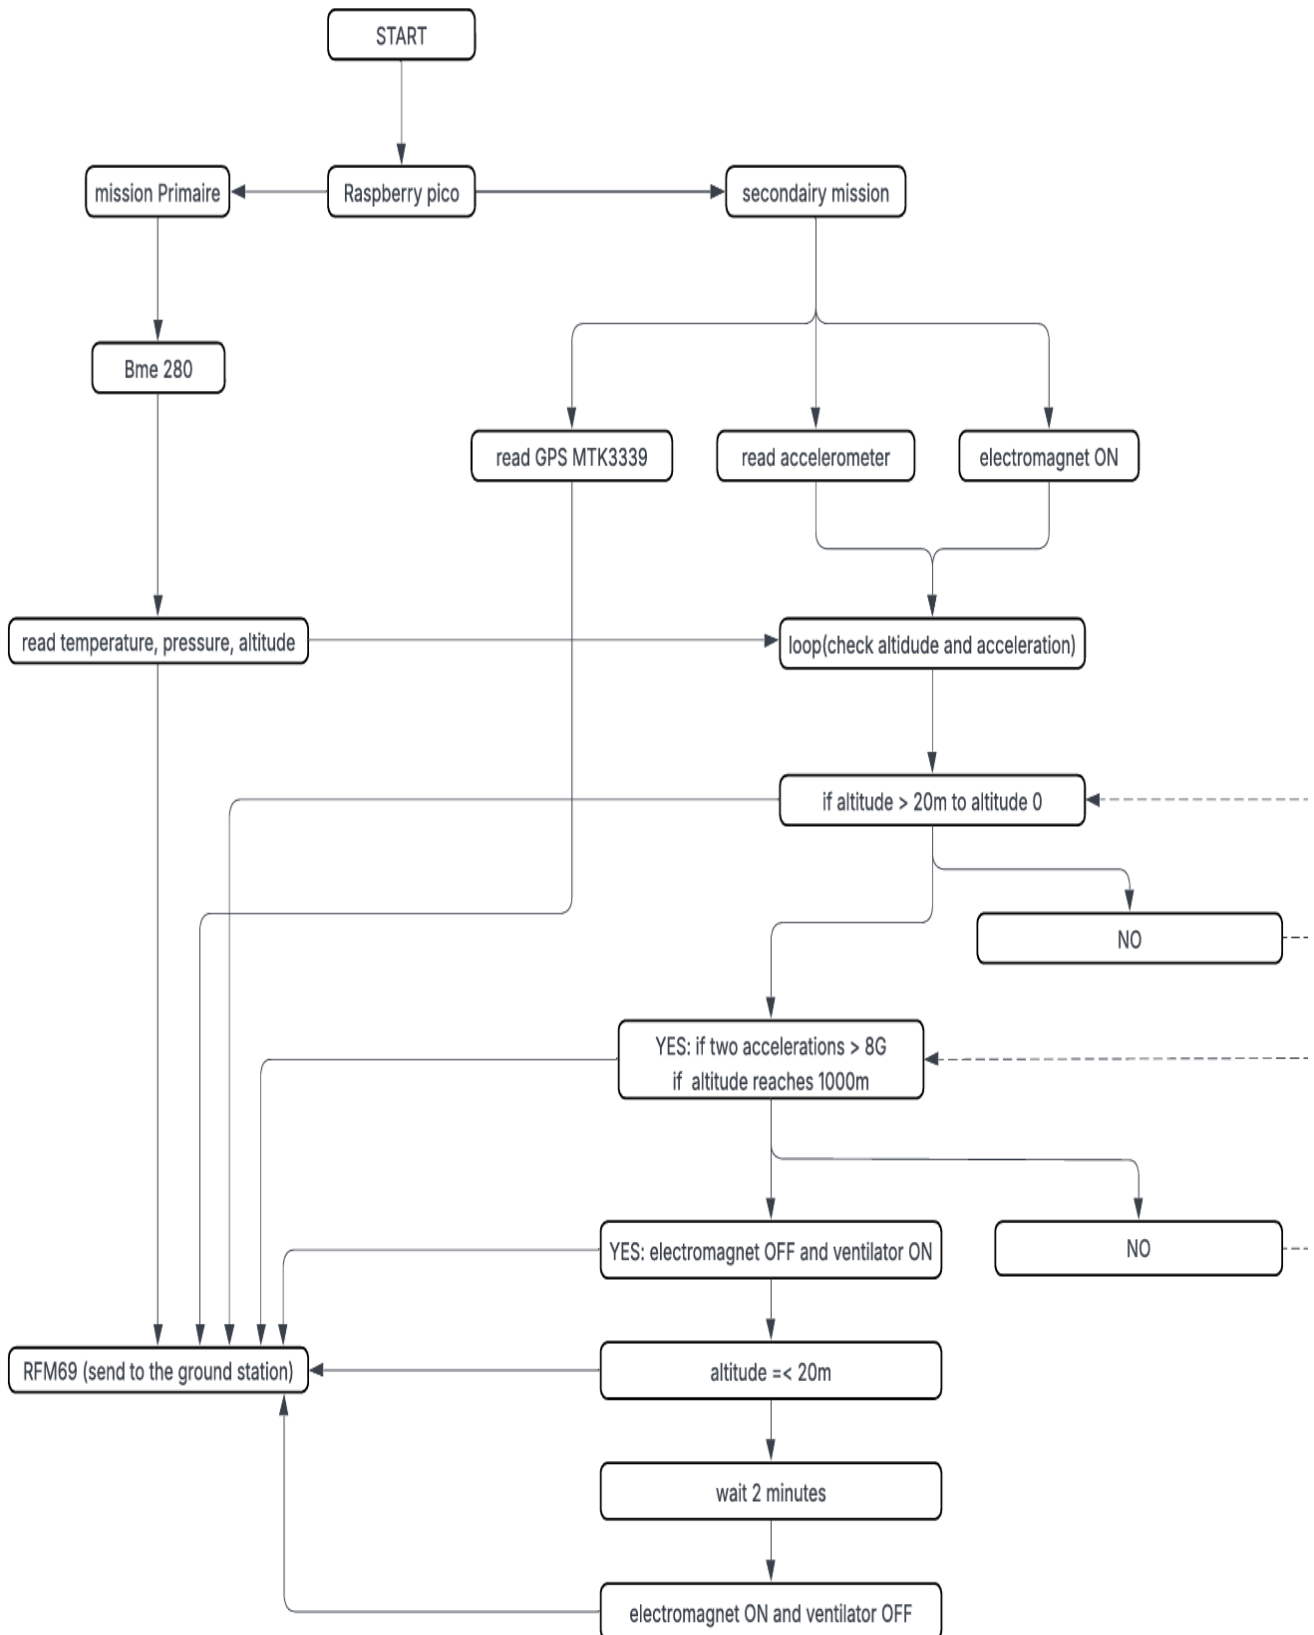 START
mission Primaire
Raspberry pico
secondairy mission
Bme 280
read GPS MTK3339
read accelerometer
electromagnet ON
read temperature, pressure, altitude
loop(check altidude and acceleration)
if altitude > 20m to altitude 0
NO
YES: if two accelerations > 8G
if altitude reaches 1000m
YES: electromagnet OFF and ventilator ON
NO
RFM69 (send to the ground station)
altitude =< 20m
wait 2 minutes
electromagnet ON and ventilator OFF